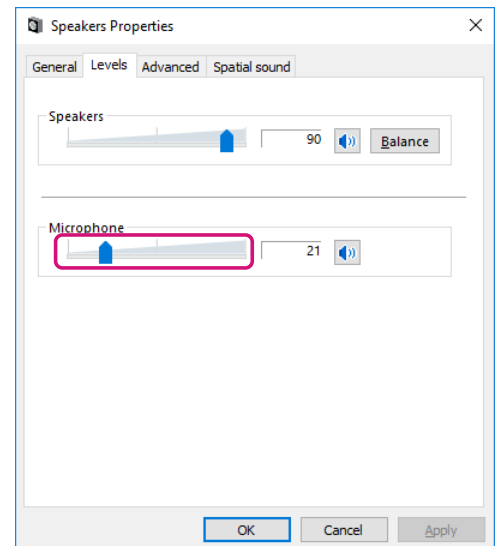 Speakers Properties
General Levels Advanced Spatial sound
Speakers
90 Balance
Microphone
21
OK Cancel Apply